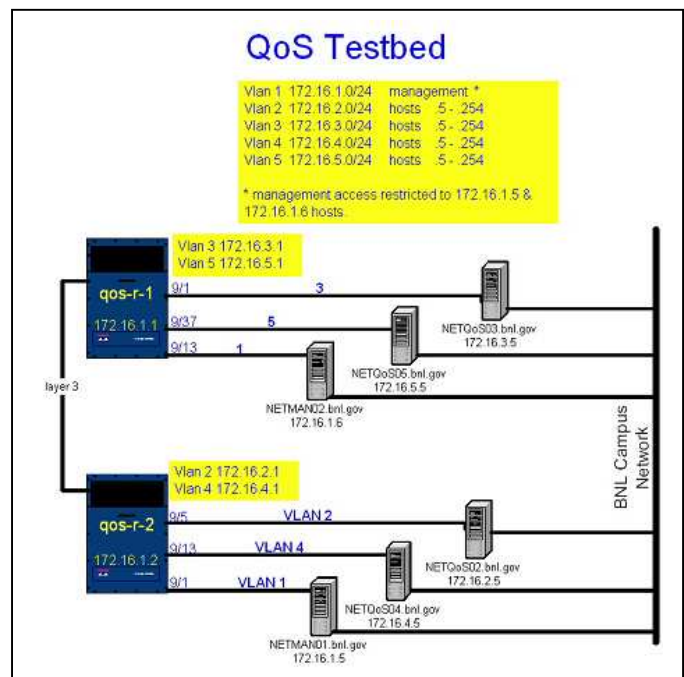 QoS Testbed
Vlan 1 172.16.1.0/24 management *
Vlan 2 172.16.2.0/24 hosts .5 - .254
Vlan 3 172.16.3.0/24 hosts .5 - .254
Vlan 4 172.16.4.0/24 hosts .5 - .254
Vlan 5 172.16.5.0/24 hosts .5 - .254
* management access restricted to 172.16.1.5 &
172.16.1.6 hosts.
Vlan 3 172.16.3.1
Vlan 5 172.16.5.1
qos-r-1
172.16.1.1
9/1
3
9/37
5
9/13
1
NETQoS03.bnl.gov
172.16.3.5
NETQoS05.bnl.gov
172.16.5.5
NETMAN02.bnl.gov
172.16.1.6
layer 3
BNL Campus
Network
Vlan 2 172.16.2.1
Vlan 4 172.16.4.1
qos-r-2
172.16.1.2
9/5
VLAN 2
9/13
VLAN 4
9/1
VLAN 1
NETQoS02.bnl.gov
172.16.2.5
NETQoS04.bnl.gov
172.16.4.5
NETMAN01.bnl.gov
172.16.1.5